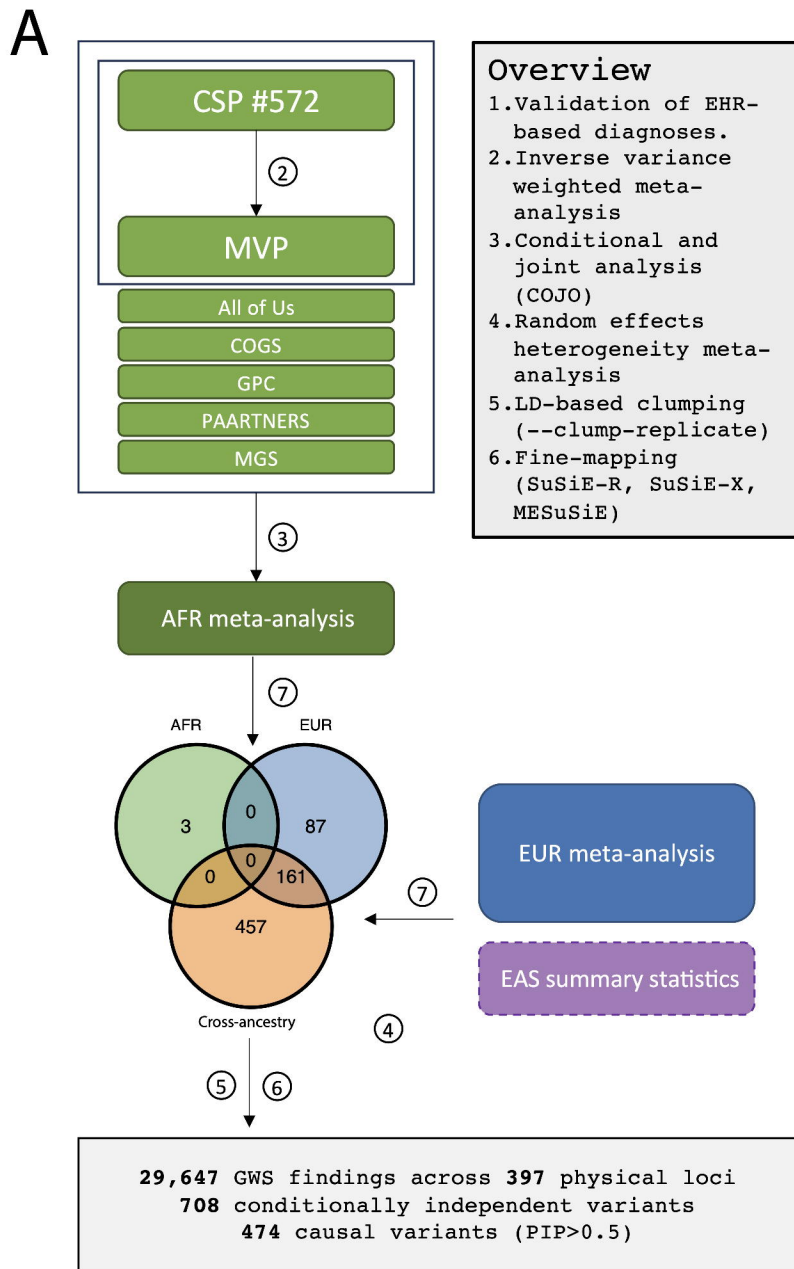 A
CSP #572
②
MVP
All of Us
COGS
GPC
PAARTNERS
MGS
③
AFR meta-analysis
⑦
Overview
1.Validation of EHR-
based diagnoses.
2.Inverse variance
weighted meta-
analysis
3.Conditional and
joint analysis
(COJO)
4.Random effects
heterogeneity meta-
analysis
5.LD-based clumping
(--clump-replicate)
6.Fine-mapping
(SuSiE-R, SuSiE-X,
MESuSiE)
AFR
EUR
3
0
87
0
0
161
457
Cross-ancestry
⑦
EUR meta-analysis
EAS summary statistics
④
⑤
⑥
29,647 GWS findings across 397 physical loci
708 conditionally independent variants
474 causal variants (PIP>0.5)